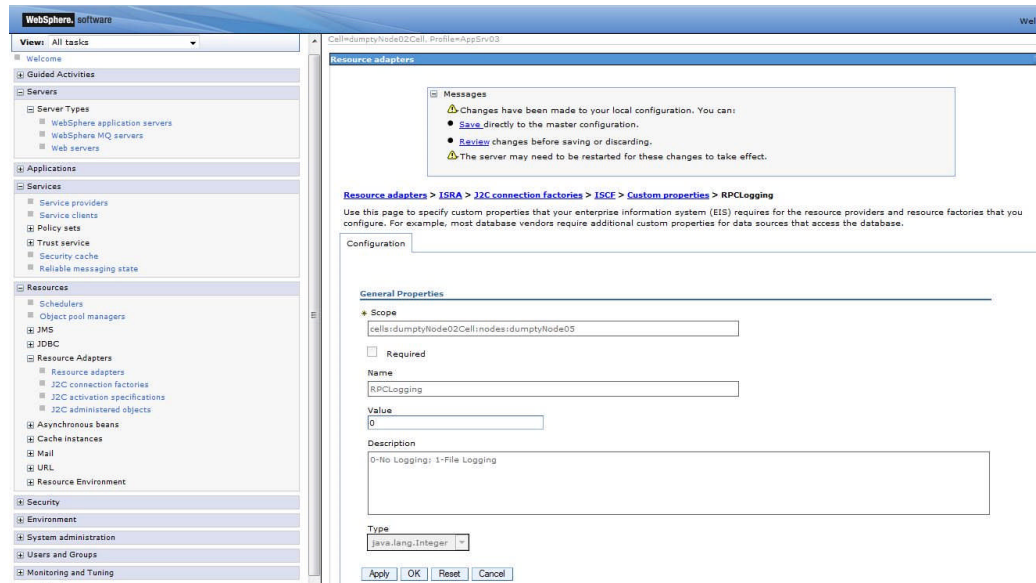 WebSphere. software
Wel
View: All tasks
Welcome
Guided Activities
Servers
Server Types
WebSphere application servers
WebSphere MQ servers
Web servers
Applications
Services
Service providers
Service clients
Policy sets
Trust service
Security cache
Reliable messaging state
Resources
Schedulers
Object pool managers
JMS
JDBC
Resource Adapters
Resource adapters
J2C connection factories
J2C activation specifications
J2C administered objects
Asynchronous beans
Cache instances
Mail
URL
Resource Environment
Security
Environment
System administration
Users and Groups
Monitoring and Tuning
Cell=dumptyNode02Cell, Profile=AppSrv03
Resource adapters
Messages
Changes have been made to your local configuration. You can:
Save directly to the master configuration.
Review changes before saving or discarding.
The server may need to be restarted for these changes to take effect.
Resource adapters > ISRA > J2C connection factories > ISCF > Custom properties > RPCLogging
Use this page to specify custom properties that your enterprise information system (EIS) requires for the resource providers and resource factories that you
configure. For example, most database vendors require additional custom properties for data sources that access the database.
Configuration
General Properties
* Scope
cells:dumptyNode02Cell:nodes:dumptyNode05
Required
Name
RPCLogging
Value
0
Description
0-No Logging; 1-File Logging
Type
java.lang.Integer
Apply OK Reset Cancel